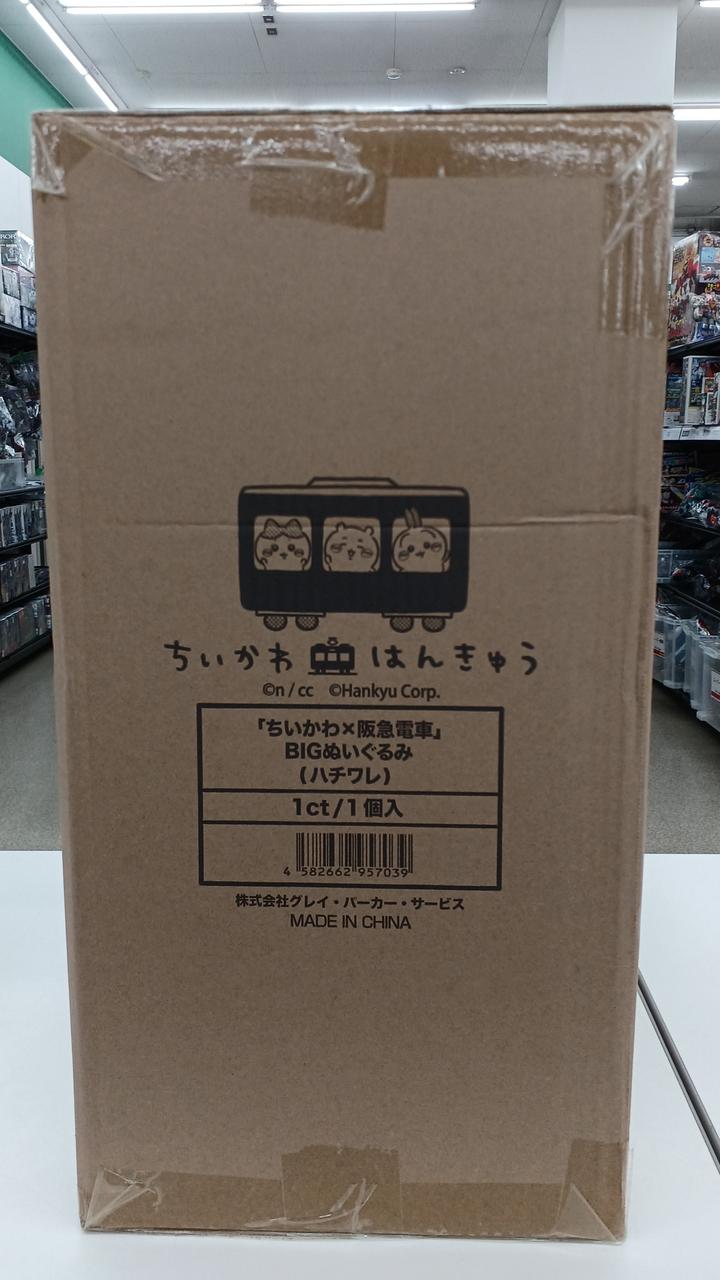 ちいかわ はんきゅう
©n / cc ©Hankyu Corp.
「ちいかわ×阪急電車」
BIGぬいぐるみ
(ハチワレ)
1ct/1個入
4 582662 957039
株式会社グレイ・パーカー・サービス
MADE IN CHINA